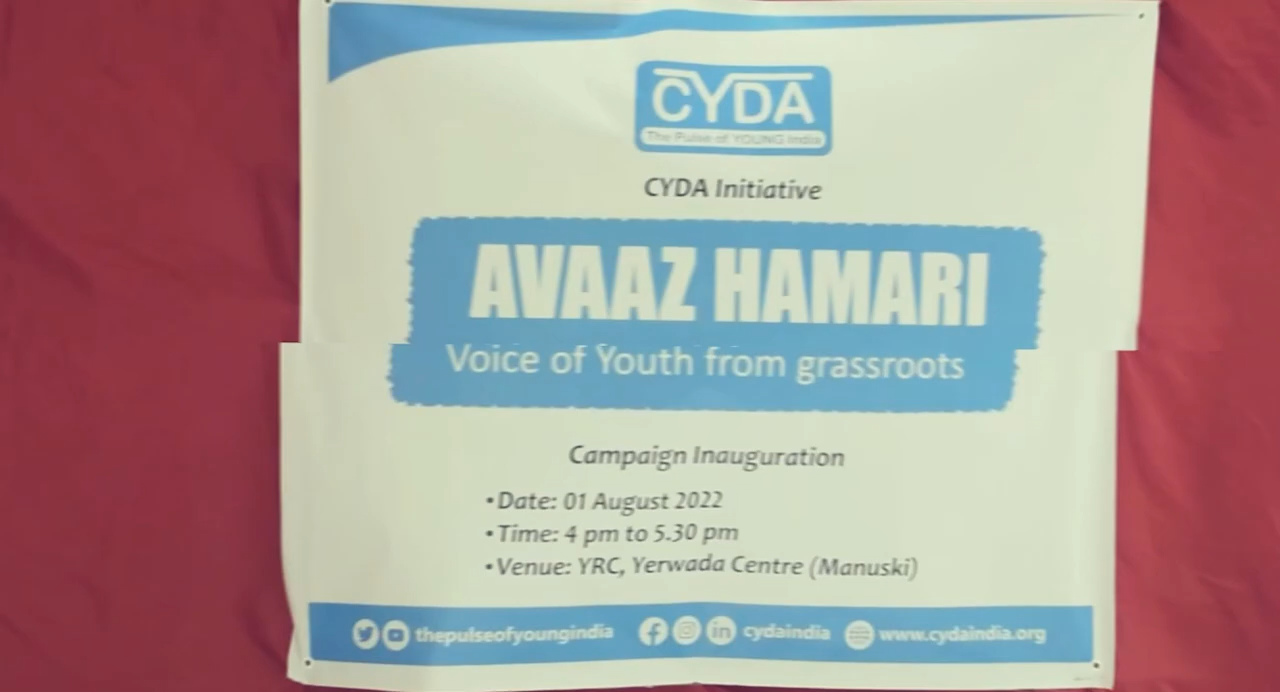 CYDA
The Pulse of YOUNG India
CYDA Initiative
AVAAZ HAMARI
Voice of Youth from grassroots
Campaign Inauguration
•Date: 01 August 2022
•Time: 4 pm to 5.30 pm
•Venue: YRC, Yerwada Centre (Manuski)
thepulseofyoungindia cydaindia www.cydaindia.org